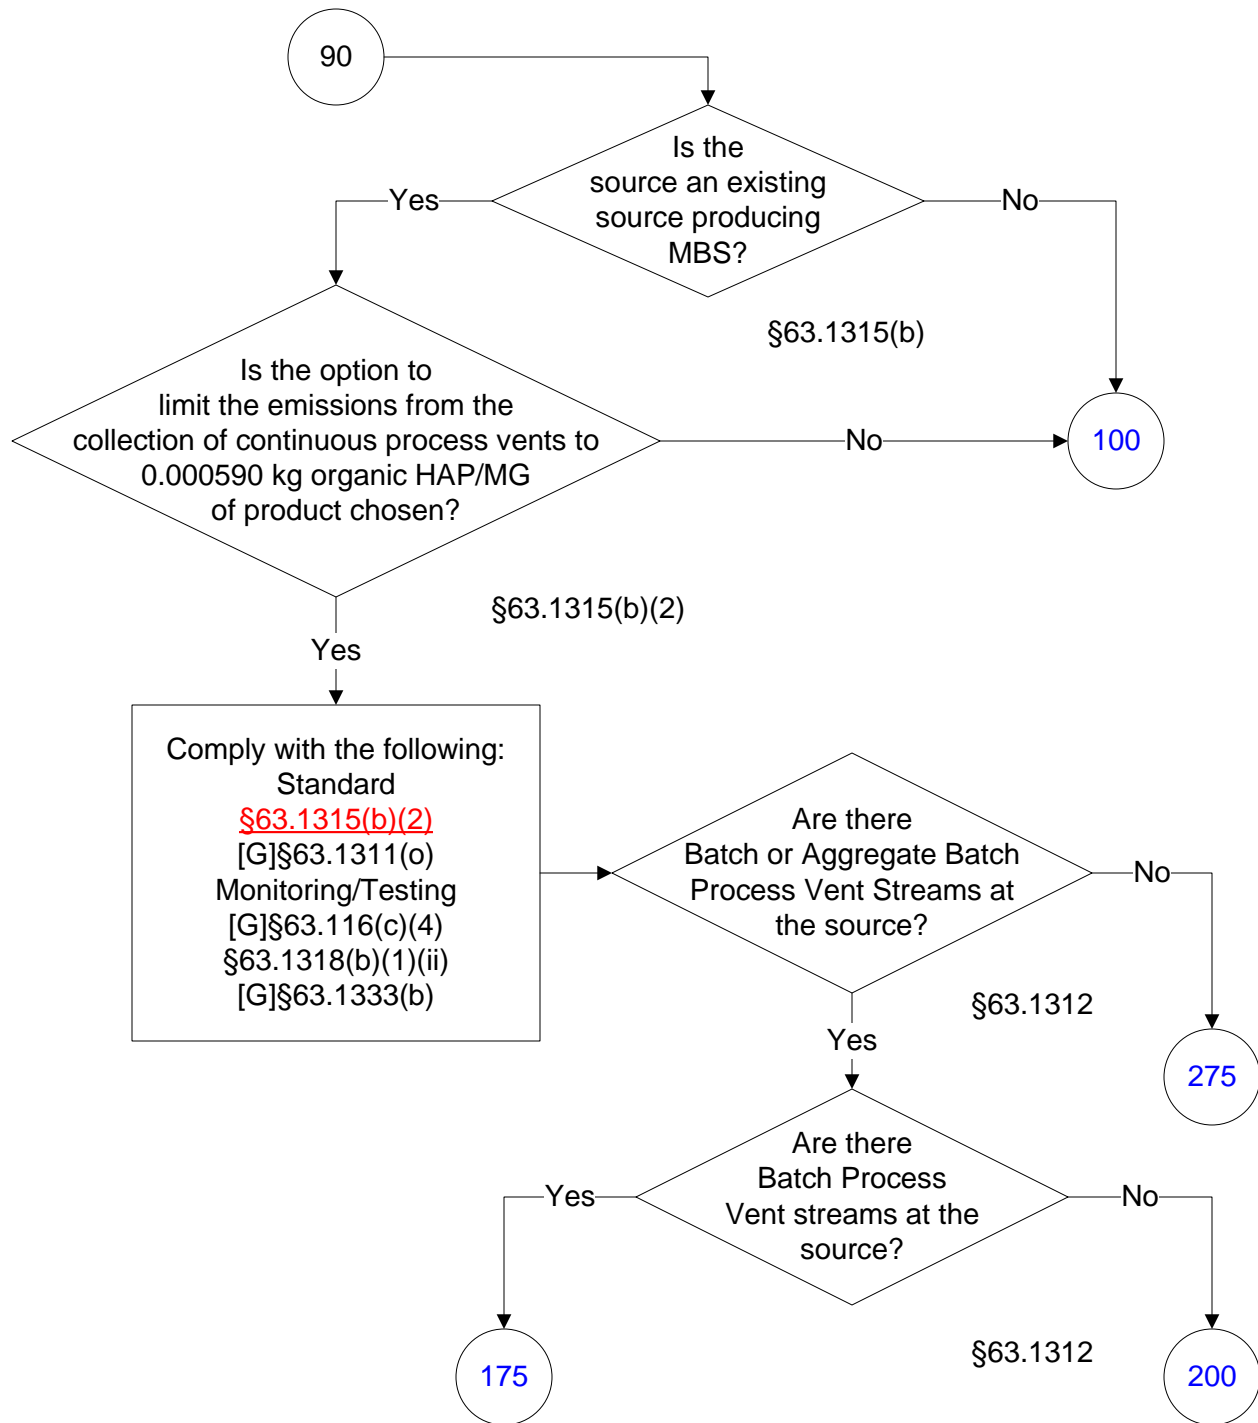 90
Is the
source an existing
source producing
MBS?
Yes
No
§63.1315(b)
Is the option to
limit the emissions from the
collection of continuous process vents to
0.000590 kg organic HAP/MG
of product chosen?
No
100
§63.1315(b)(2)
Yes
Comply with the following:
Standard
§63.1315(b)(2)
[G]§63.1311(o)
Monitoring/Testing
[G]§63.116(c)(4)
§63.1318(b)(1)(ii)
[G]§63.1333(b)
Are there
Batch or Aggregate Batch
Process Vent Streams at
the source?
No
§63.1312
Yes
275
Are there
Batch Process
Vent streams at the
source?
Yes
No
§63.1312
175
200